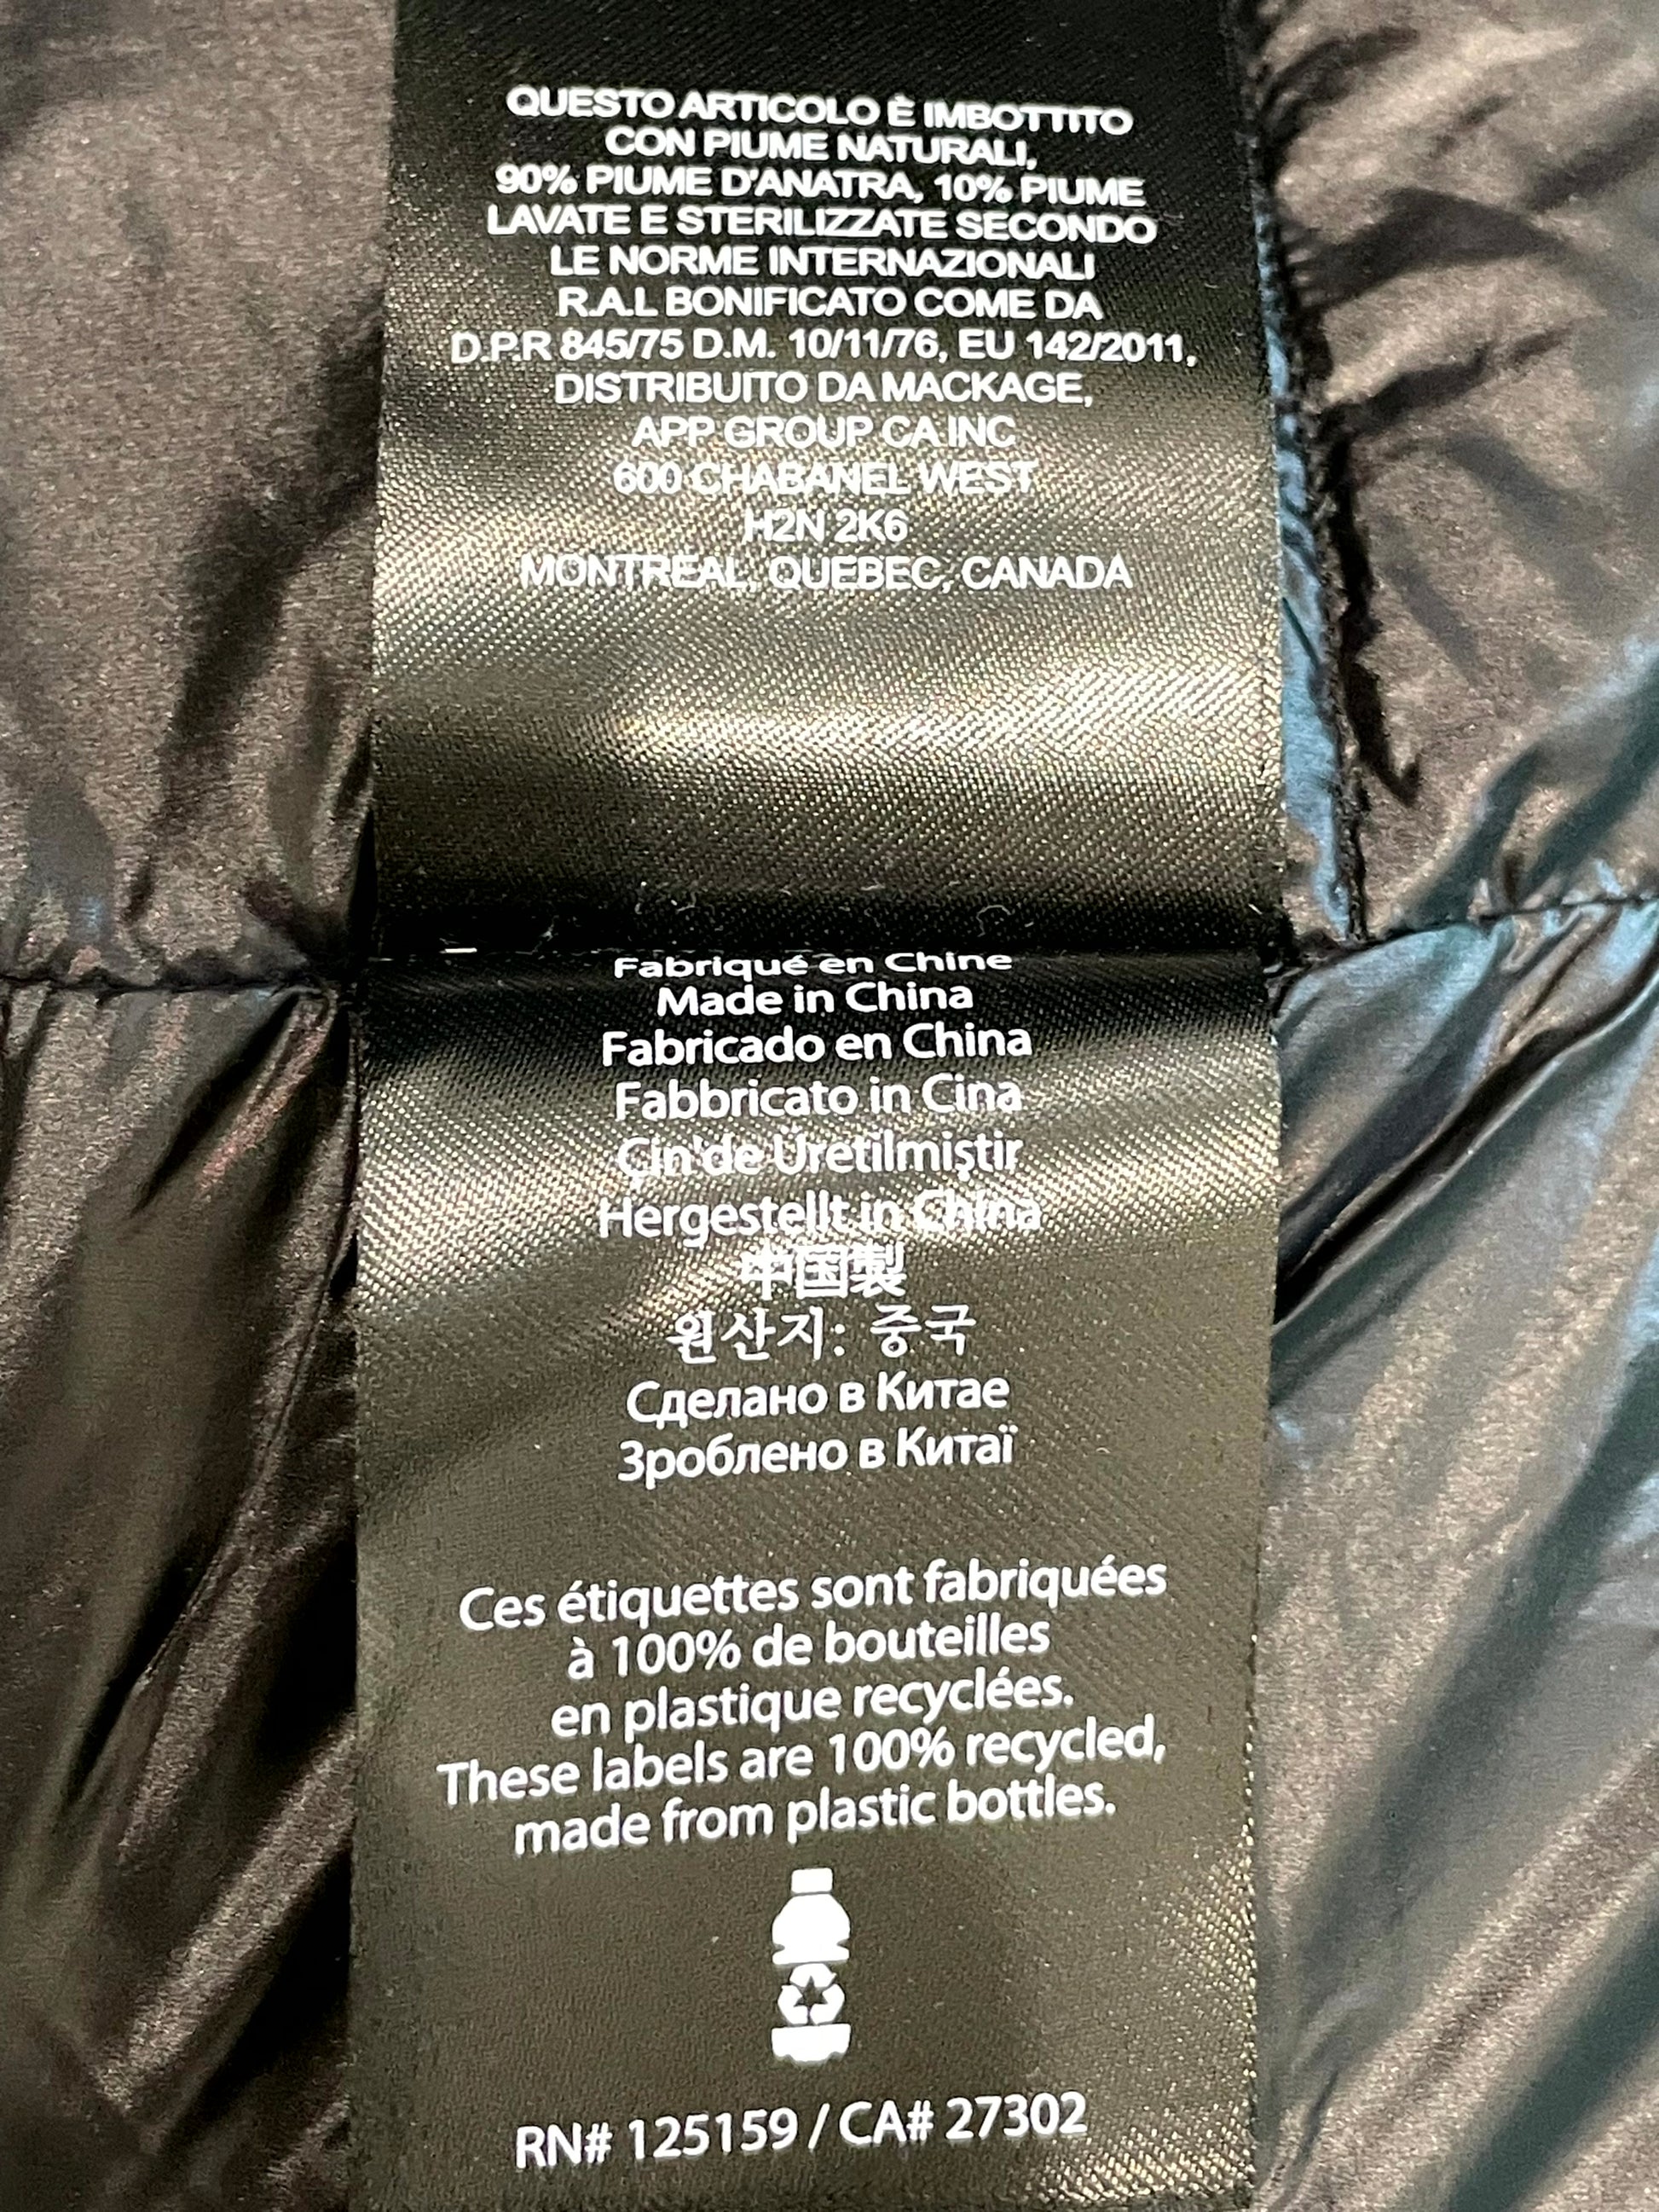 QUESTO ARTICOLO È IMBOTTITO
CON PIUME NATURALI,
90% PIUME D'ANATRA, 10% PIUME
LAVATE E STERILIZZATE SECONDO
LE NORME INTERNAZIONALI
R.A.L BONIFICATO COME DA
D.P.R 845/75 D.M. 10/11/76, EU 142/2011,
DISTRIBUITO DA MACKAGE,
APP GROUP CA INC
600 CHABANEL WEST
H2N 2K6
MONTREAL, QUEBEC, CANADA
Fabriqué en Chine
Made in China
Fabricado en China
Fabbricato in Cina
Çin'de Üretilmiştir
Hergestellt in China
中国製
원산지: 중국
Сделано в Китае
Зроблено в Китаї
Ces étiquettes sont fabriquées
à 100% de bouteilles
en plastique recyclées.
These labels are 100% recycled,
made from plastic bottles.
RN# 125159 / CA# 27302